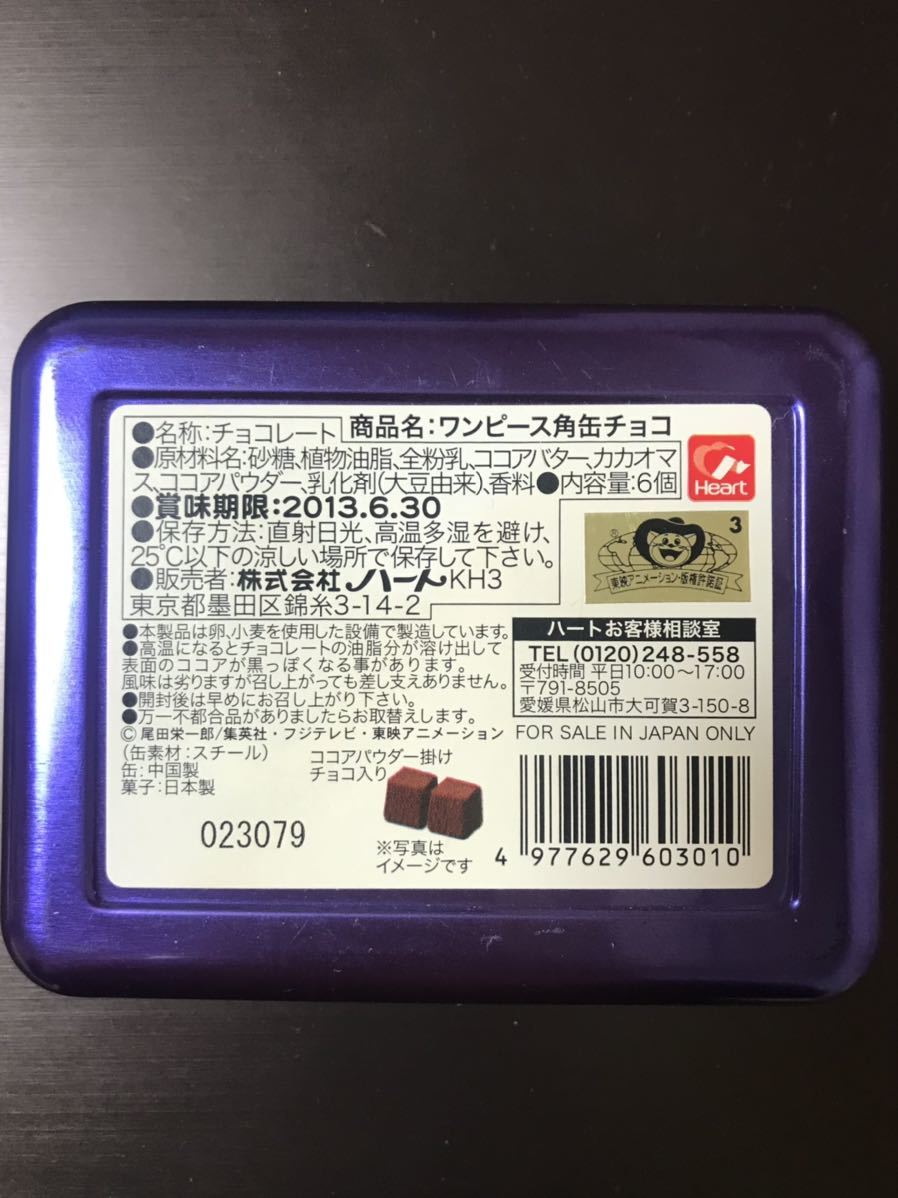 ●名称:チョコレート 商品名:ワンピース角缶チョコ
●原材料名:砂糖、植物油脂、全粉乳、ココアバター、カカオマ
ス、ココアパウダー、乳化剤(大豆由来)、香料●内容量:6個
●賞味期限:2013.6.30
●保存方法:直射日光、高温多湿を避け、
25℃以下の涼しい場所で保存して下さい。
●販売者:株式会社ハートKH3
東京都墨田区錦糸3-14-2
Heart
3
東映アニメーション・版権許諾証
●本製品は卵、小麦を使用した設備で製造しています。
●高温になるとチョコレートの油脂分が溶け出して
表面のココアが黒っぽくなる事があります。
風味は劣りますが召し上がっても差し支えありません。
●開封後は早めにお召し上がり下さい。
●万一不都合品がありましたらお取替えします。
© 尾田栄一郎/集英社・フジテレビ・東映アニメーション
(缶素材:スチール)
缶:中国製
菓子:日本製
ココアパウダー掛け
チョコ入り
023079
※写真は
イメージです
ハートお客様相談室
TEL(0120)248-558
受付時間 平日10:00〜17:00
〒791-8505
愛媛県松山市大可賀3-150-8
FOR SALE IN JAPAN ONLY
4 977629 603010